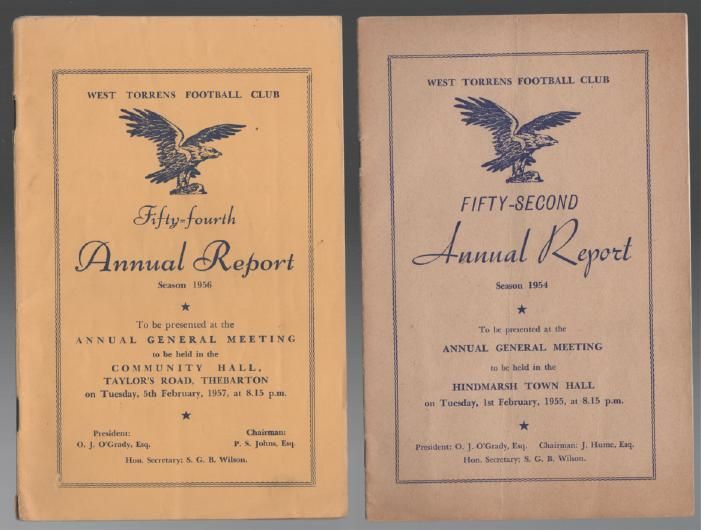 WEST TORRENS FOOTBALL CLUB
Fifty-fourth
Annual Report
Season 1956
To be presented at the
ANNUAL GENERAL MEETING
to be held in the
COMMUNITY HALL,
TAYLOR'S ROAD, THEBARTON
on Tuesday, 5th February, 1957, at 8.15 p.m.
President: Chairman:
O. J. O'Grady, Esq. P. S. Johns, Esq.
Hon. Secretary: S. G. B. Wilson.
WEST TORRENS FOOTBALL CLUB
FIFTY-SECOND
Annual Report
Season 1954
To be presented at the
ANNUAL GENERAL MEETING
to be held in the
HINDMARSH TOWN HALL
on Tuesday, 1st February, 1955, at 8.15 p.m.
President: O. J. O'Grady, Esq. Chairman: J. Hume, Esq.
Hon. Secretary: S. G. B. Wilson.